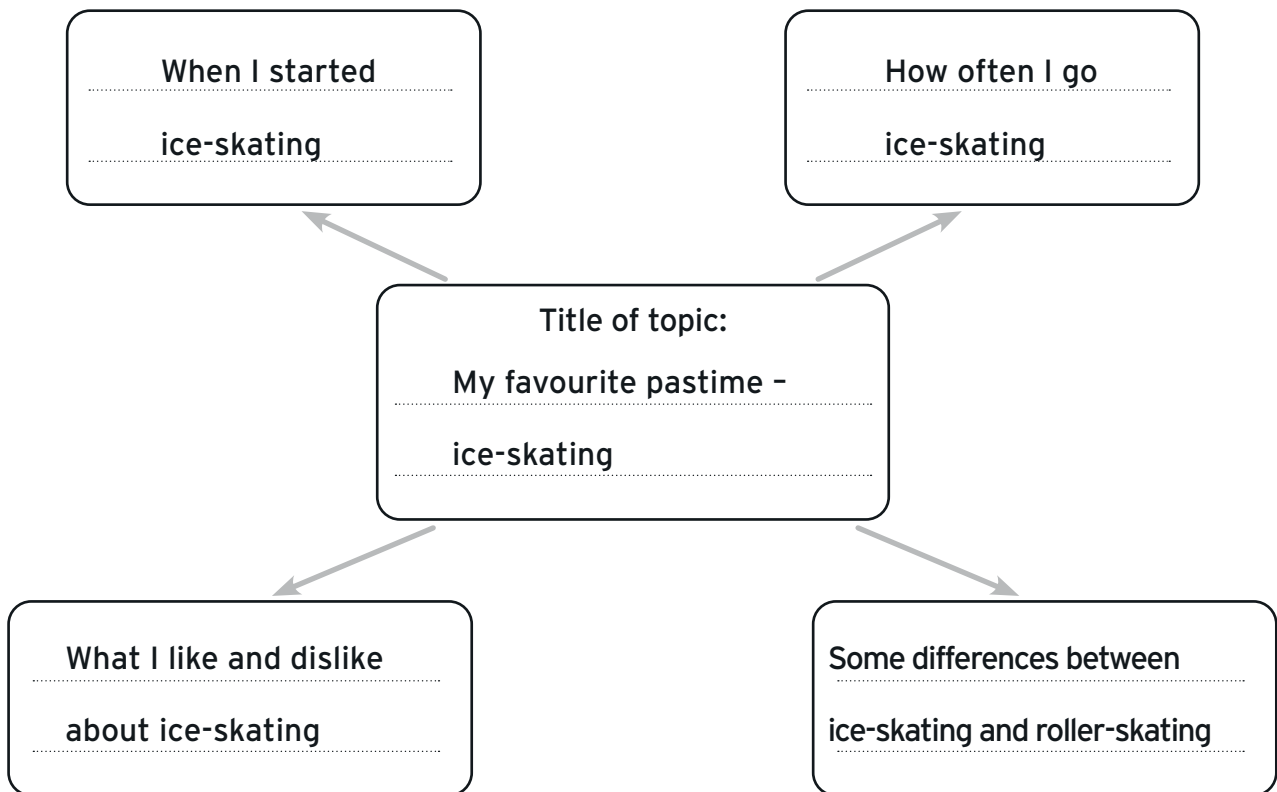 When I started
ice-skating
How often I go
ice-skating
Title of topic:
My favourite pastime –
ice-skating
What I like and dislike
about ice-skating
Some differences between
ice-skating and roller-skating